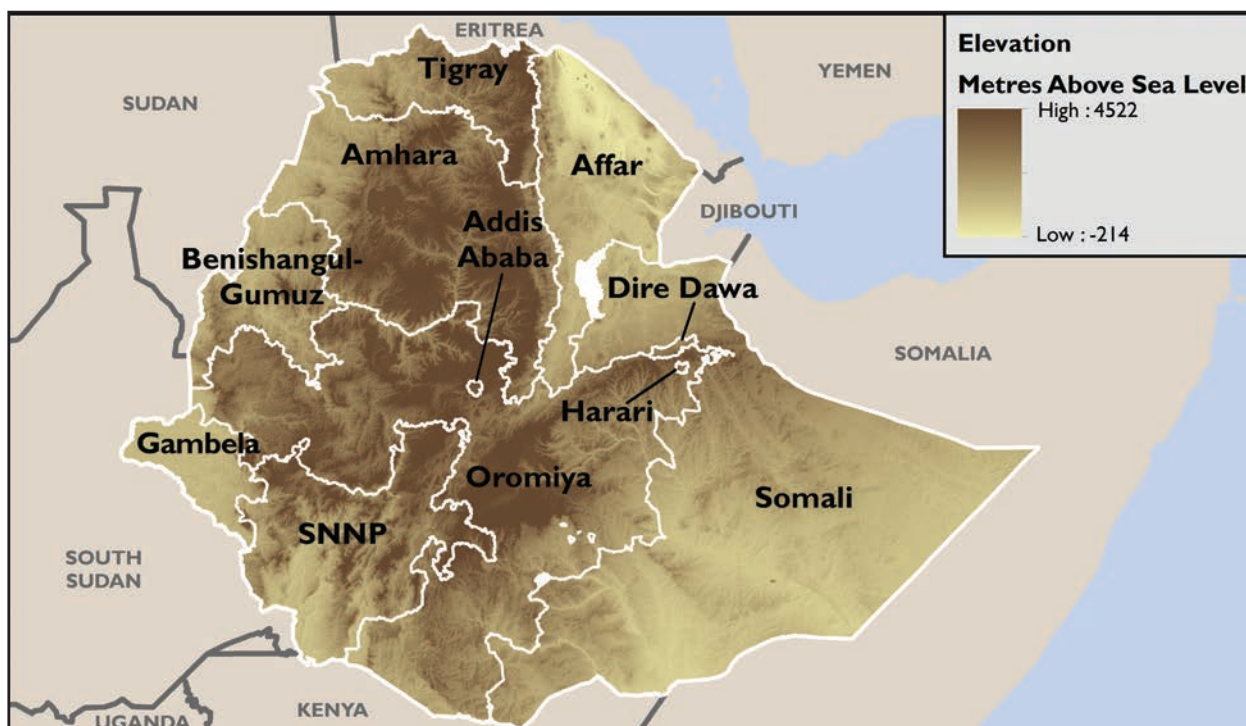 ERITREA
Tigray
SUDAN
YEMEN
Elevation
Metres Above Sea Level
High : 4522
Low : -214
Amhara
Affar
DJIBOUTI
Addis
Ababa
Benishangul-
Gumuz
Dire Dawa
SOMALIA
Harari
Gambela
Oromiya
Somali
SNNP
SOUTH
SUDAN
KENYA
UGANDA